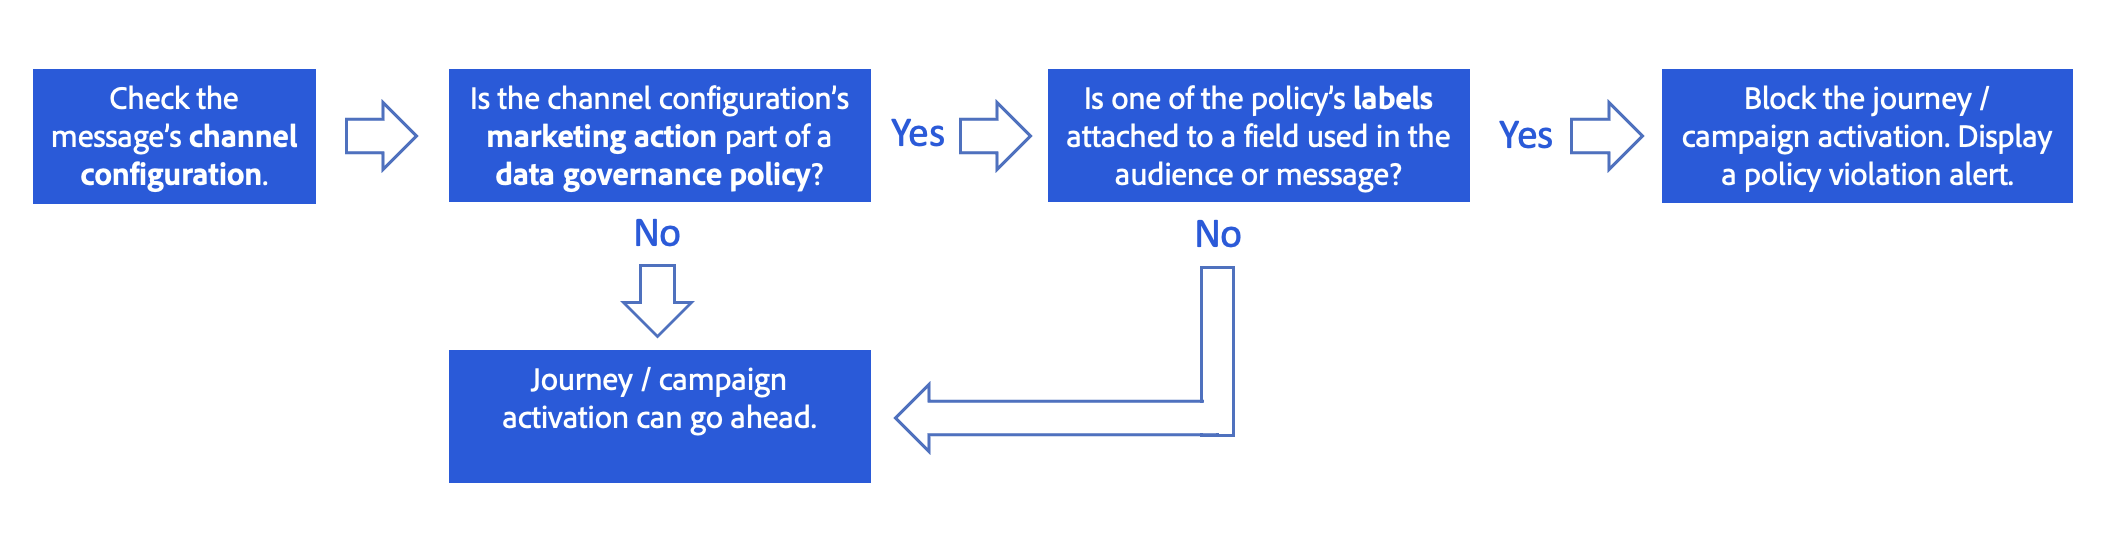 Check the
message’s channel
configuration.
Is the channel configuration’s
marketing action part of a
data governance policy?
Yes
Is one of the policy’s labels
attached to a field used in the
audience or message?
Yes
Block the journey /
campaign activation. Display
a policy violation alert.
No
No
Journey / campaign
activation can go ahead.